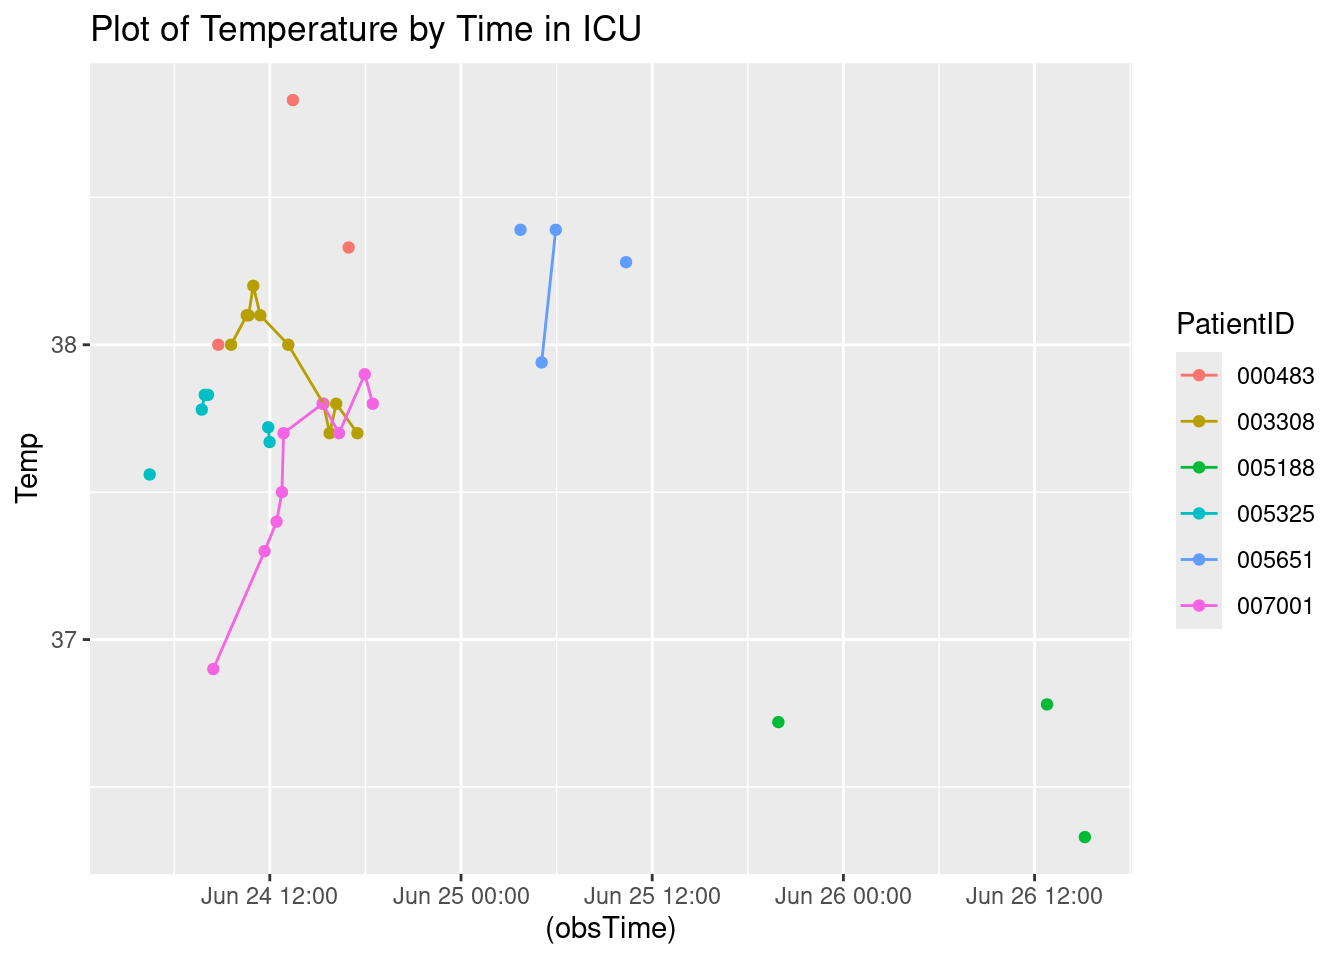 Plot of Temperature by Time in ICU
Temp
38
37
Jun 24 12:00 Jun 25 00:00 Jun 25 12:00 Jun 26 00:00 Jun 26 12:00
(obsTime)
PatientID
000483
003308
005188
005325
005651
007001